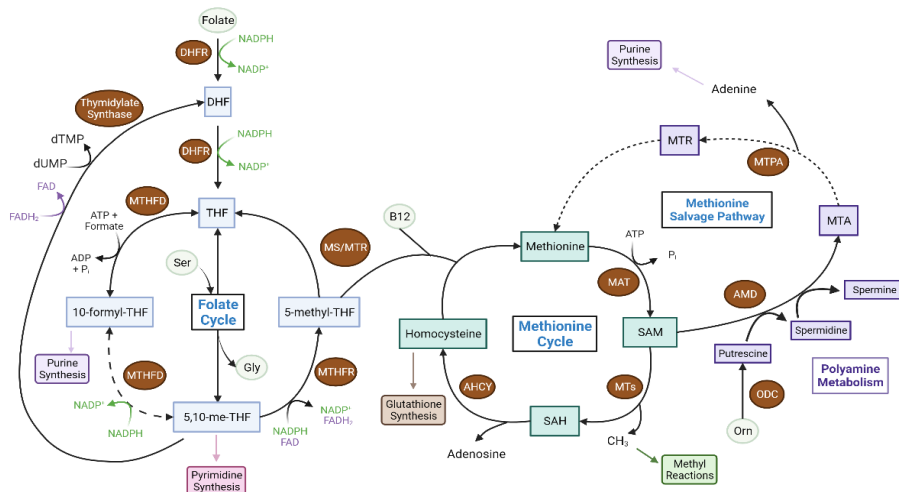 Folate
DHFR
NADPH
NADP⁺
DHF
Thymidylate
Synthase
dTMP
dUMP
FAD
FADH₂
DHFR
NADPH
NADP⁺
THF
MTHFD
ATP +
Formate
ADP
+ Pᵢ
Ser
10-formyl-THF
Folate
Cycle
5-methyl-THF
Purine
Synthesis
MTHFD
NADP⁺
NADPH
Gly
MTHFR
NADP⁺
FADH₂
NADPH
FAD
5,10-me-THF
Pyrimidine
Synthesis
MS/MTR
B12
Methionine
Homocysteine
Methionine
Cycle
ATP
Pᵢ
MAT
SAM
Glutathione
Synthesis
AHCY
SAH
Adenosine
MTs
CH₃
Methyl
Reactions
Purine
Synthesis
Adenine
MTR
MTPA
Methionine
Salvage Pathway
MTA
AMD
Spermine
Spermidine
Putrescine
Polyamine
Metabolism
ODC
Orn